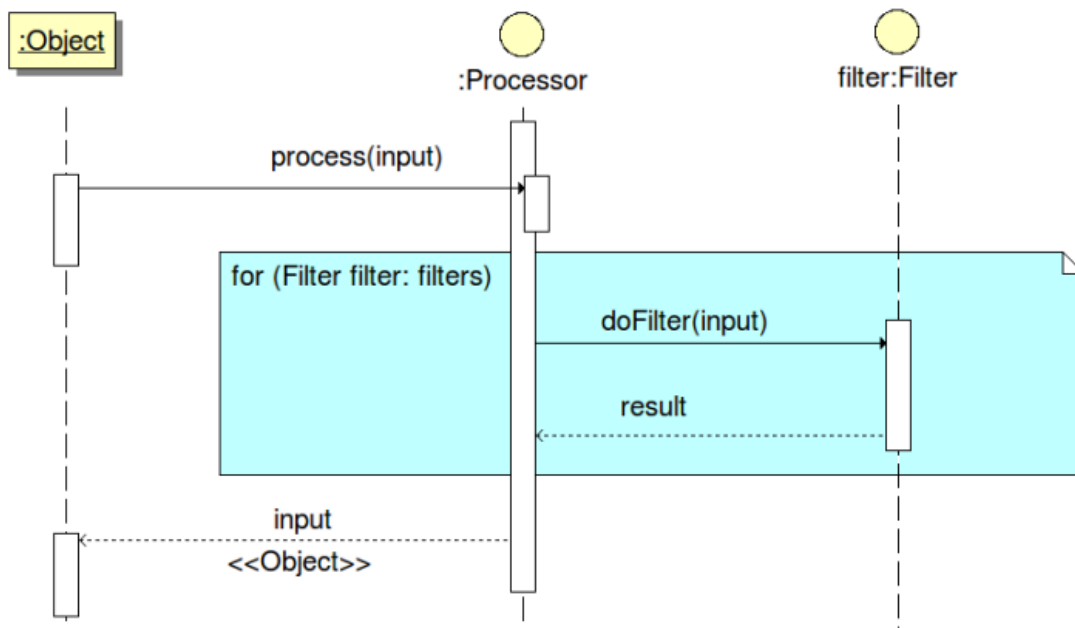 :Object
:Processor
filter:Filter
process(input)
for (Filter filter: filters)
doFilter(input)
result
input
<<Object>>